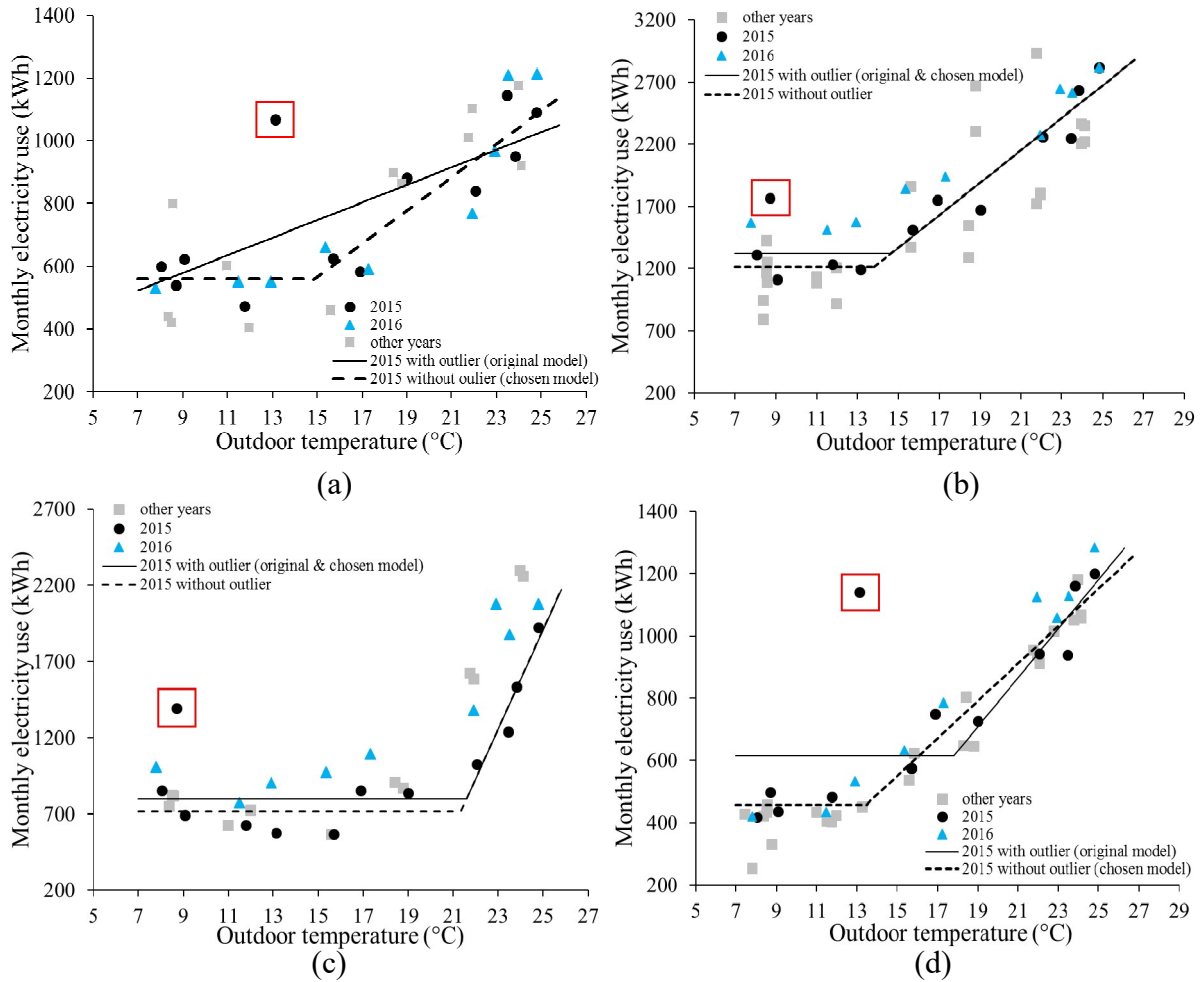 1400
1200
1000
800
600
400
200
Monthly electricity use (kWh)
2015
2016
other years
2015 with outlier (original model)
2015 without oulier (chosen model)
5 7 9 11 13 15 17 19 21 23 25 27
Outdoor temperature (°C)
(a)
3200
2700
2200
1700
1200
700
200
Monthly electricity use (kWh)
other years
2015
2016
2015 with outlier (original & chosen model)
2015 without outlier
5 7 9 11 13 15 17 19 21 23 25 27 29
Outdoor temperature (°C)
(b)
2700
2200
1700
1200
700
200
Monthly electricity use (kWh)
other years
2015
2016
2015 with outlier (original & chosen model)
2015 without outlier
5 7 9 11 13 15 17 19 21 23 25 27
Outdoor temperature (°C)
(c)
1400
1200
1000
800
600
400
200
Monthly electricity use (kWh)
other years
2015
2016
2015 with outlier (original model)
2015 without outlier (chosen model)
5 7 9 11 13 15 17 19 21 23 25 27 29
Outdoor temperature (°C)
(d)